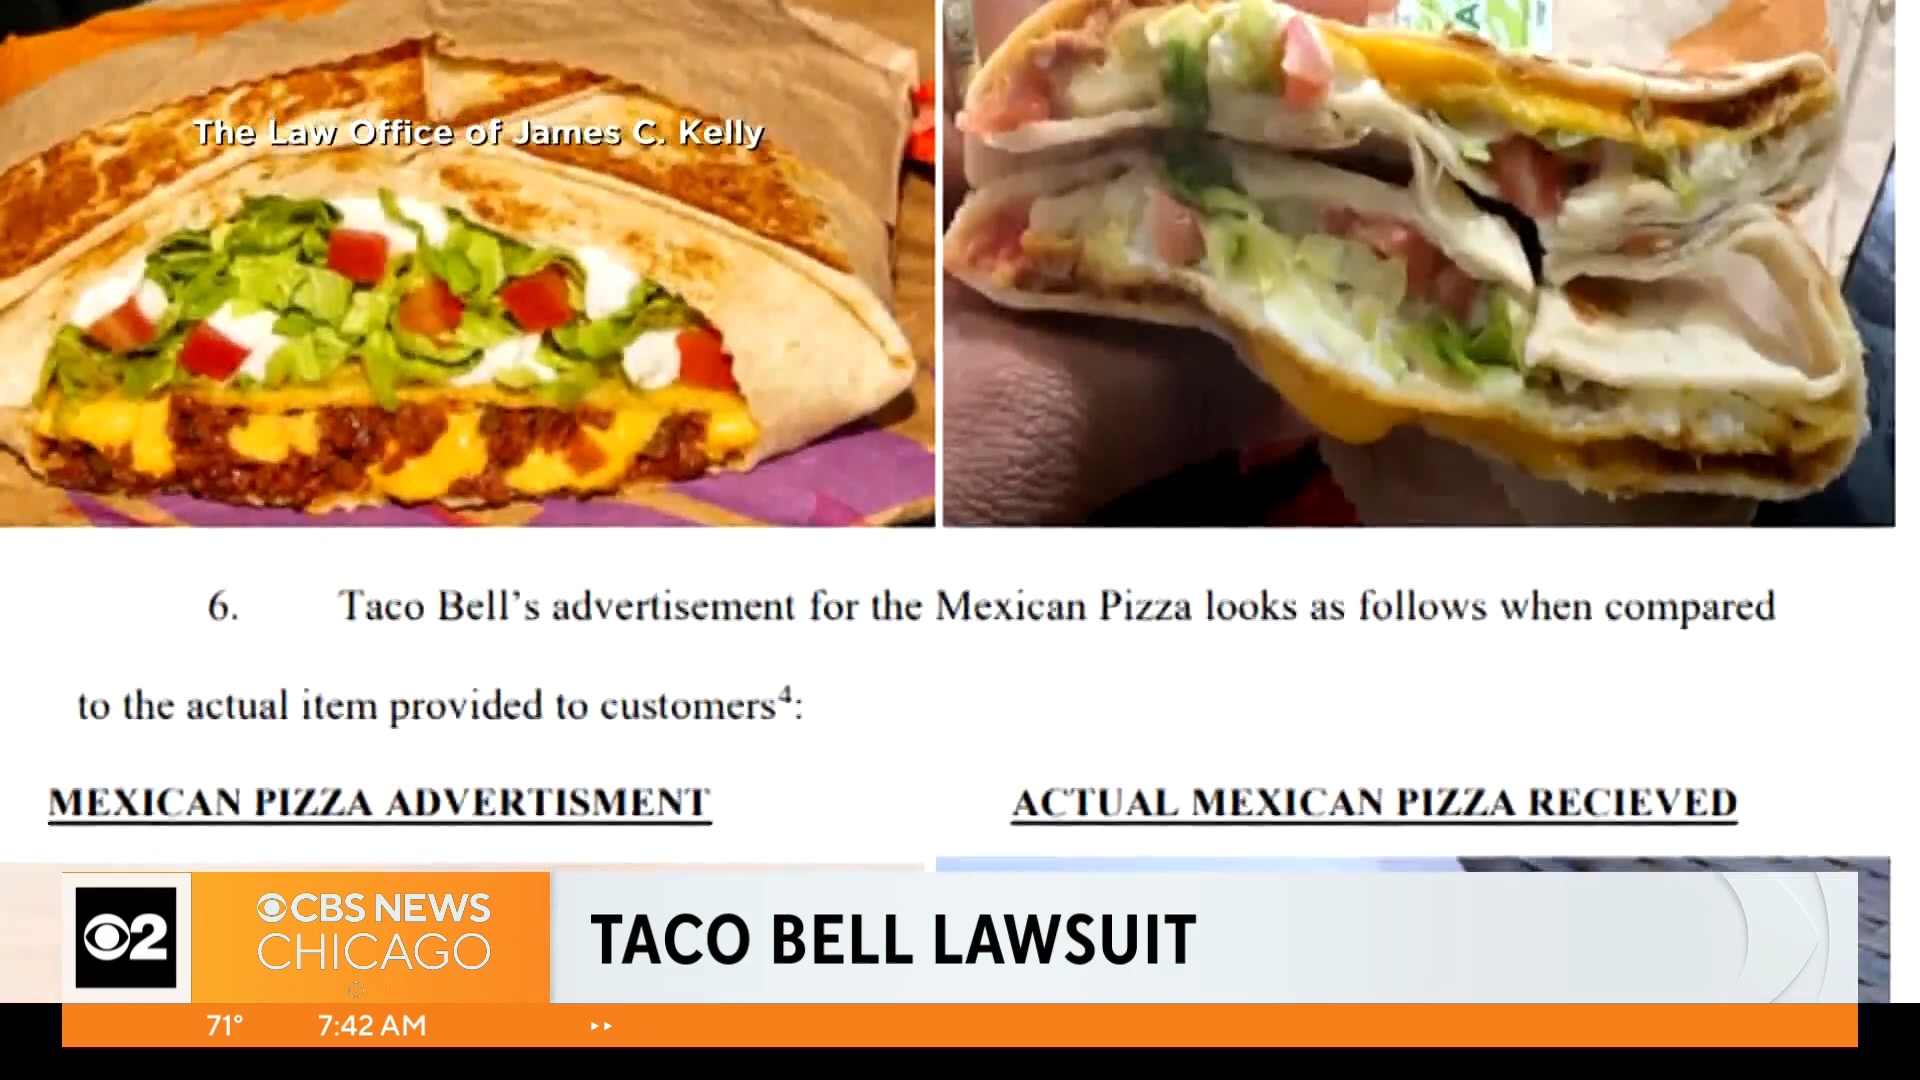 The Law Office of James C. Kelly
6. Taco Bell’s advertisement for the Mexican Pizza looks as follows when compared
to the actual item provided to customers⁴:
MEXICAN PIZZA ADVERTISMENT
ACTUAL MEXICAN PIZZA RECIEVED
2
CBS NEWS
CHICAGO
TACO BELL LAWSUIT
71° 7:42 AM